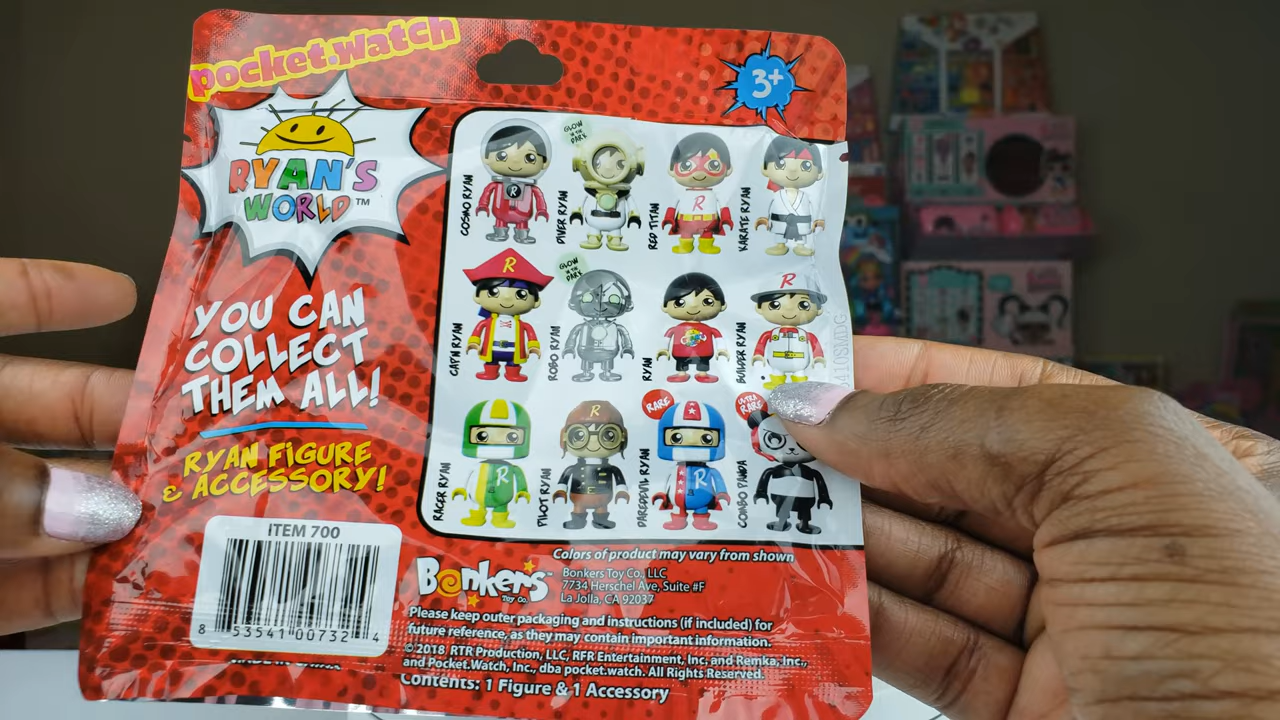 pocket.watch
3+
RYAN'S
WORLD™
YOU CAN
COLLECT
THEM ALL!
RYAN FIGURE
& ACCESSORY!
GLOW
IN THE
DARK
COSMO RYAN
DIVER RYAN
RED TITAN
KARATE RYAN
GLOW
IN THE
DARK
CAP'N RYAN
ROBO RYAN
RYAN
BUILDER RYAN
RARE
ULTRA
RARE
RACER RYAN
PILOT RYAN
DAREDEVIL RYAN
COMBO PANDA
ITEM 700
8 53541 00732 4
Colors of product may vary from shown
Bonkers™
Toy Co.
Bonkers Toy Co., LLC
7734 Herschel Ave, Suite #F
La Jolla, CA 92037
Please keep outer packaging and instructions (if included) for
future reference, as they may contain important information.
©2018 RTR Production, LLC, RFR Entertainment, Inc. and Remka, Inc.,
and Pocket.Watch, Inc., dba pocket.watch. All Rights Reserved.
Contents: 1 Figure & 1 Accessory